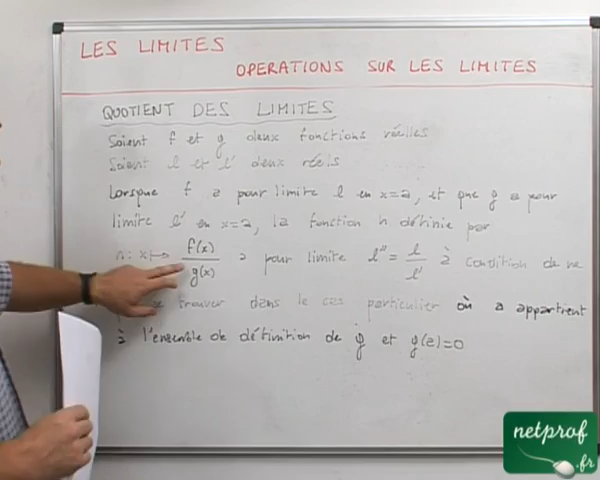 LES LIMITES
OPERATIONS SUR LES LIMITES
QUOTIENT DES LIMITES
Soient f et g deux fonctions réelles
Soient l et l' deux réels
Lorsque f a pour limite l en x=a, et que g a pour
limite l' en x=a, la fonction h définie par
h: x ↦ f(x)/g(x) a pour limite l'' = l/l' à condition de ne
se trouver dans le cas particulier où a appartient
à l'ensemble de définition de g et g(a)=0
netprof
.fr